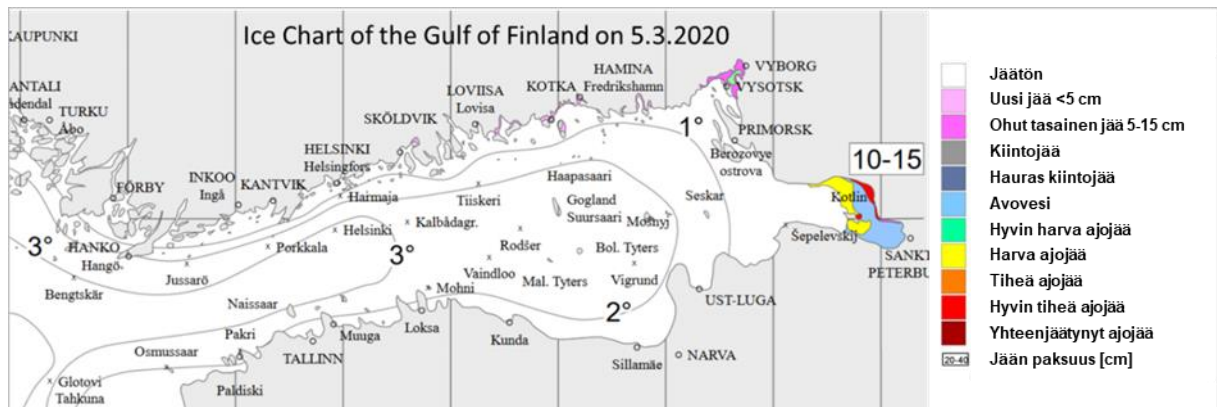 Ice Chart of the Gulf of Finland on 5.3.2020
KAUPUNKI
ANTALI
dendal
TURKU
Åbo
FÖRBY
INKOO
Ingå
KANTVIK
HELSINKI
Helsingfors
SKÖLDVIK
LOVIISA
Lovisa
KOTKA
HAMINA
Fredrikshamn
VYBORG
VYSOTSK
PRIMORSK
Berozovye
ostrova
1°
10-15
Kotlin
Seskar
Šepelevskij
SANKT
PETERBU
Haapasaari
Gogland
Suursaari
Moshyj
Tiiskeri
Harmaja
Helsinki
Kalbådagr.
Rodšer
Bol. Tyters
Vaindloo
Mal. Tyters
Vigrund
Porkkala
3°
3°
HANKO
Hangö
Jussarö
Bengtskär
Naissaar
Mohni
2°
UST-LUGA
Pakri
Muuga
Loksa
Kunda
Osmussaar
TALLINN
Sillamäe
NARVA
Glotovi
Tahkuna
Paldiski
Jäätön
Uusi jää <5 cm
Ohut tasainen jää 5-15 cm
Kiintojää
Hauras kiintojää
Avovesi
Hyvin harva ajojää
Harva ajojää
Tiheä ajojää
Hyvin tiheä ajojää
Yhteenjäätynyt ajojää
20-40 Jään paksuus [cm]